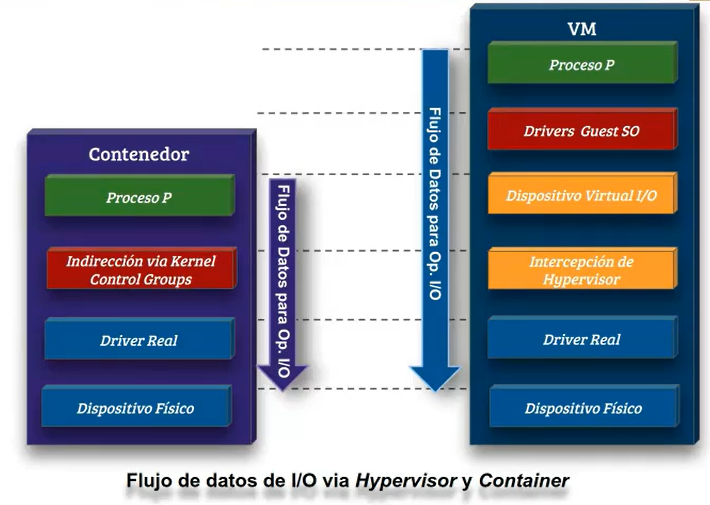 Contenedor
Proceso P
Indirección via Kernel
Control Groups
Driver Real
Dispositivo Físico
Flujo de Datos para Op. I/O
Flujo de Datos para Op. I/O
VM
Proceso P
Drivers Guest SO
Dispositivo Virtual I/O
Intercepción de
Hypervisor
Driver Real
Dispositivo Físico
Flujo de datos de I/O via Hypervisor y Container